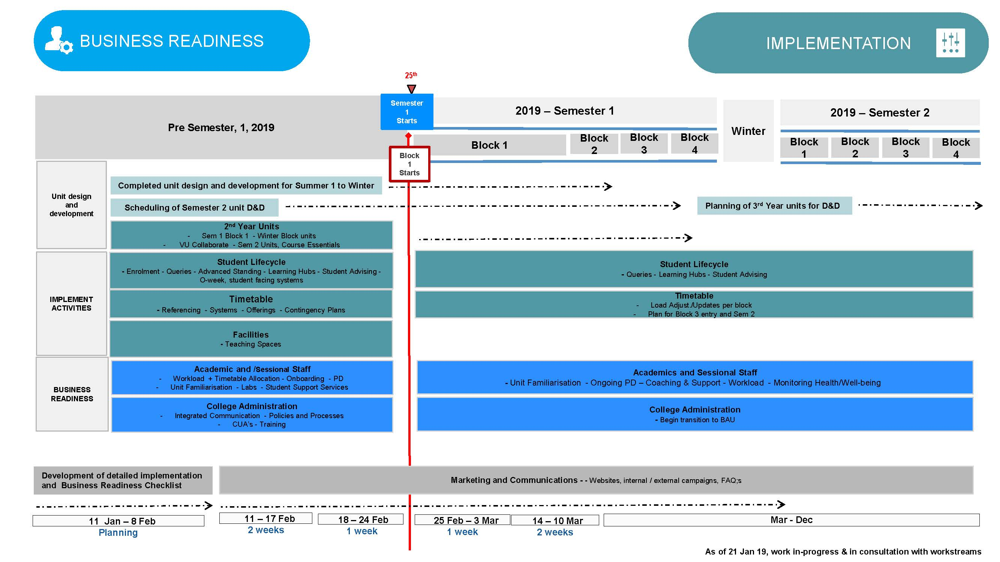 BUSINESS READINESS
IMPLEMENTATION
25th
Semester
1
Starts
Pre Semester, 1, 2019
2019 – Semester 1
Winter
2019 – Semester 2
Block 1
Block
2
Block
3
Block
4
Block
1
Block
2
Block
3
Block
4
Block
1
Starts
Unit design
and
development
Completed unit design and development for Summer 1 to Winter
Scheduling of Semester 2 unit D&D
Planning of 3rd Year units for D&D
2nd Year Units
- Sem 1 Block 1 - Winter Block units
- VU Collaborate - Sem 2 Units, Course Essentials
IMPLEMENT
ACTIVITIES
Student Lifecycle
- Enrolment - Queries - Advanced Standing - Learning Hubs - Student Advising -
O-week, student facing systems
Student Lifecycle
- Queries - Learning Hubs - Student Advising
Timetable
- Referencing - Systems - Offerings - Contingency Plans
Timetable
- Load Adjust./Updates per block
- Plan for Block 3 entry and Sem 2
Facilities
- Teaching Spaces
BUSINESS
READINESS
Academic and /Sessional Staff
- Workload + Timetable Allocation - Onboarding - PD
- Unit Familiarisation - Labs - Student Support Services
Academics and Sessional Staff
- Unit Familiarisation - Ongoing PD – Coaching & Support - Workload - Monitoring Health/Well-being
College Administration
- Integrated Communication - Policies and Processes
- CUA's - Training
College Administration
- Begin transition to BAU
Development of detailed implementation
and Business Readiness Checklist
Marketing and Communications - - Websites, internal / external campaigns, FAQ;s
11 Jan – 8 Feb
Planning
11 – 17 Feb
2 weeks
18 – 24 Feb
1 week
25 Feb – 3 Mar
1 week
14 – 10 Mar
2 weeks
Mar - Dec
As of 21 Jan 19, work in-progress & in consultation with workstreams